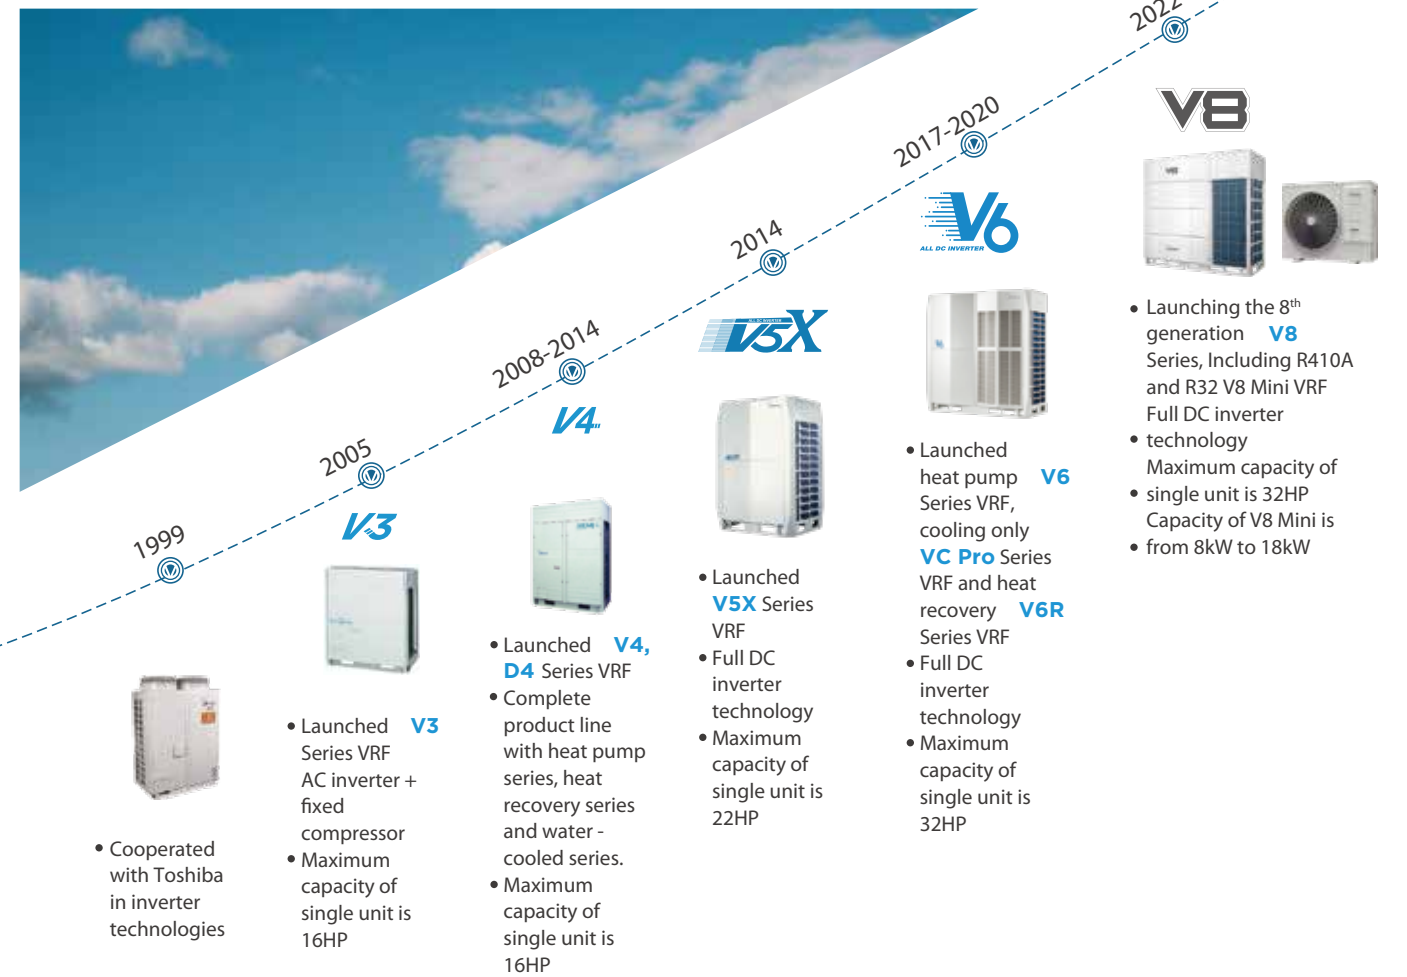 1999
Cooperated
with Toshiba
in inverter
technologies
2005
V3
Launched V3
Series VRF
AC inverter +
fixed
compressor
Maximum
capacity of
single unit is
16HP
2008-2014
V4
Launched V4,
D4 Series VRF
Complete
product line
with heat pump
series, heat
recovery series
and water -
cooled series.
Maximum
capacity of
single unit is
16HP
2014
ALL DC INVERTER
V5X
Launched
V5X Series
VRF
Full DC
inverter
technology
Maximum
capacity of
single unit is
22HP
2017-2020
V6
ALL DC INVERTER
Launched
heat pump V6
Series VRF,
cooling only
VC Pro Series
VRF and heat
recovery V6R
Series VRF
Full DC
inverter
technology
Maximum
capacity of
single unit is
32HP
2022
V8
V8
Launching the 8th
generation V8
Series, Including R410A
and R32 V8 Mini VRF
Full DC inverter
technology
Maximum capacity of
single unit is 32HP
Capacity of V8 Mini is
from 8kW to 18kW